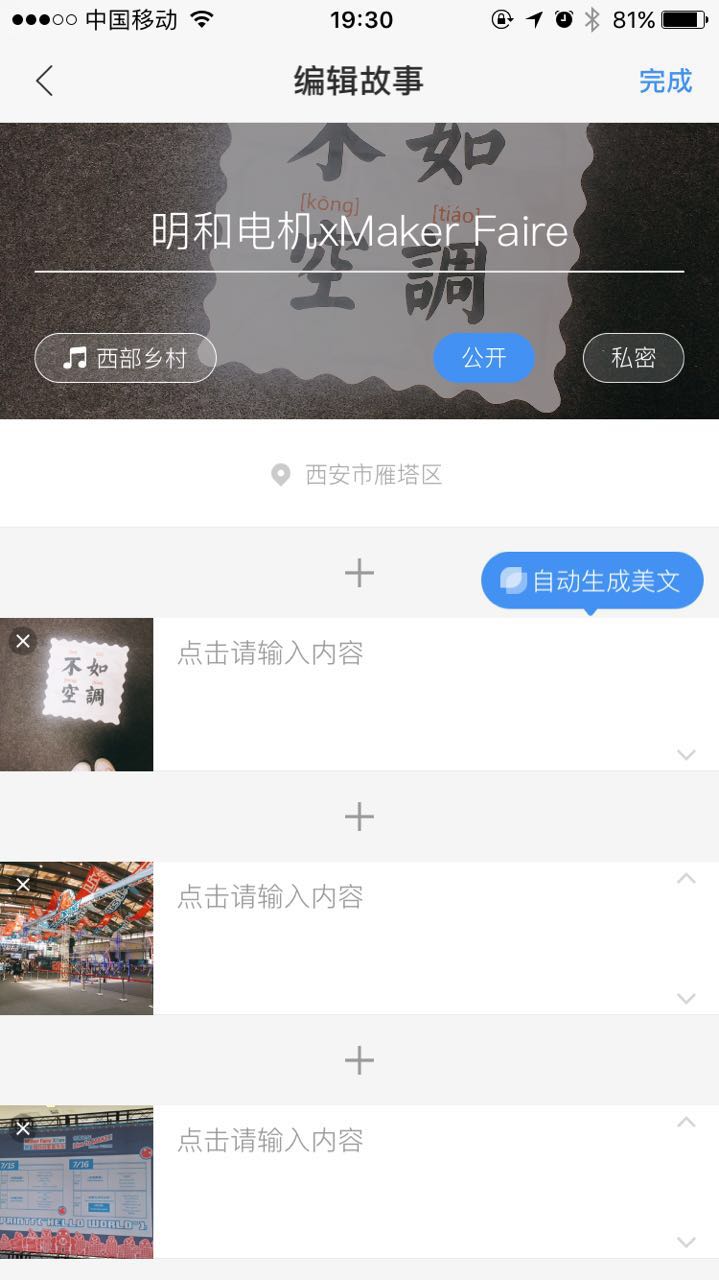 中国移动 19:30 81%
编辑故事 完成
不如
[kōng] [tiáo]
明和电机xMaker Faire
空調
西部乡村 公开 私密
西安市雁塔区
自动生成美文
点击请输入内容
不如
空調
点击请输入内容
点击请输入内容
7/15 7/16
PRINTF("HELLO WORLD");